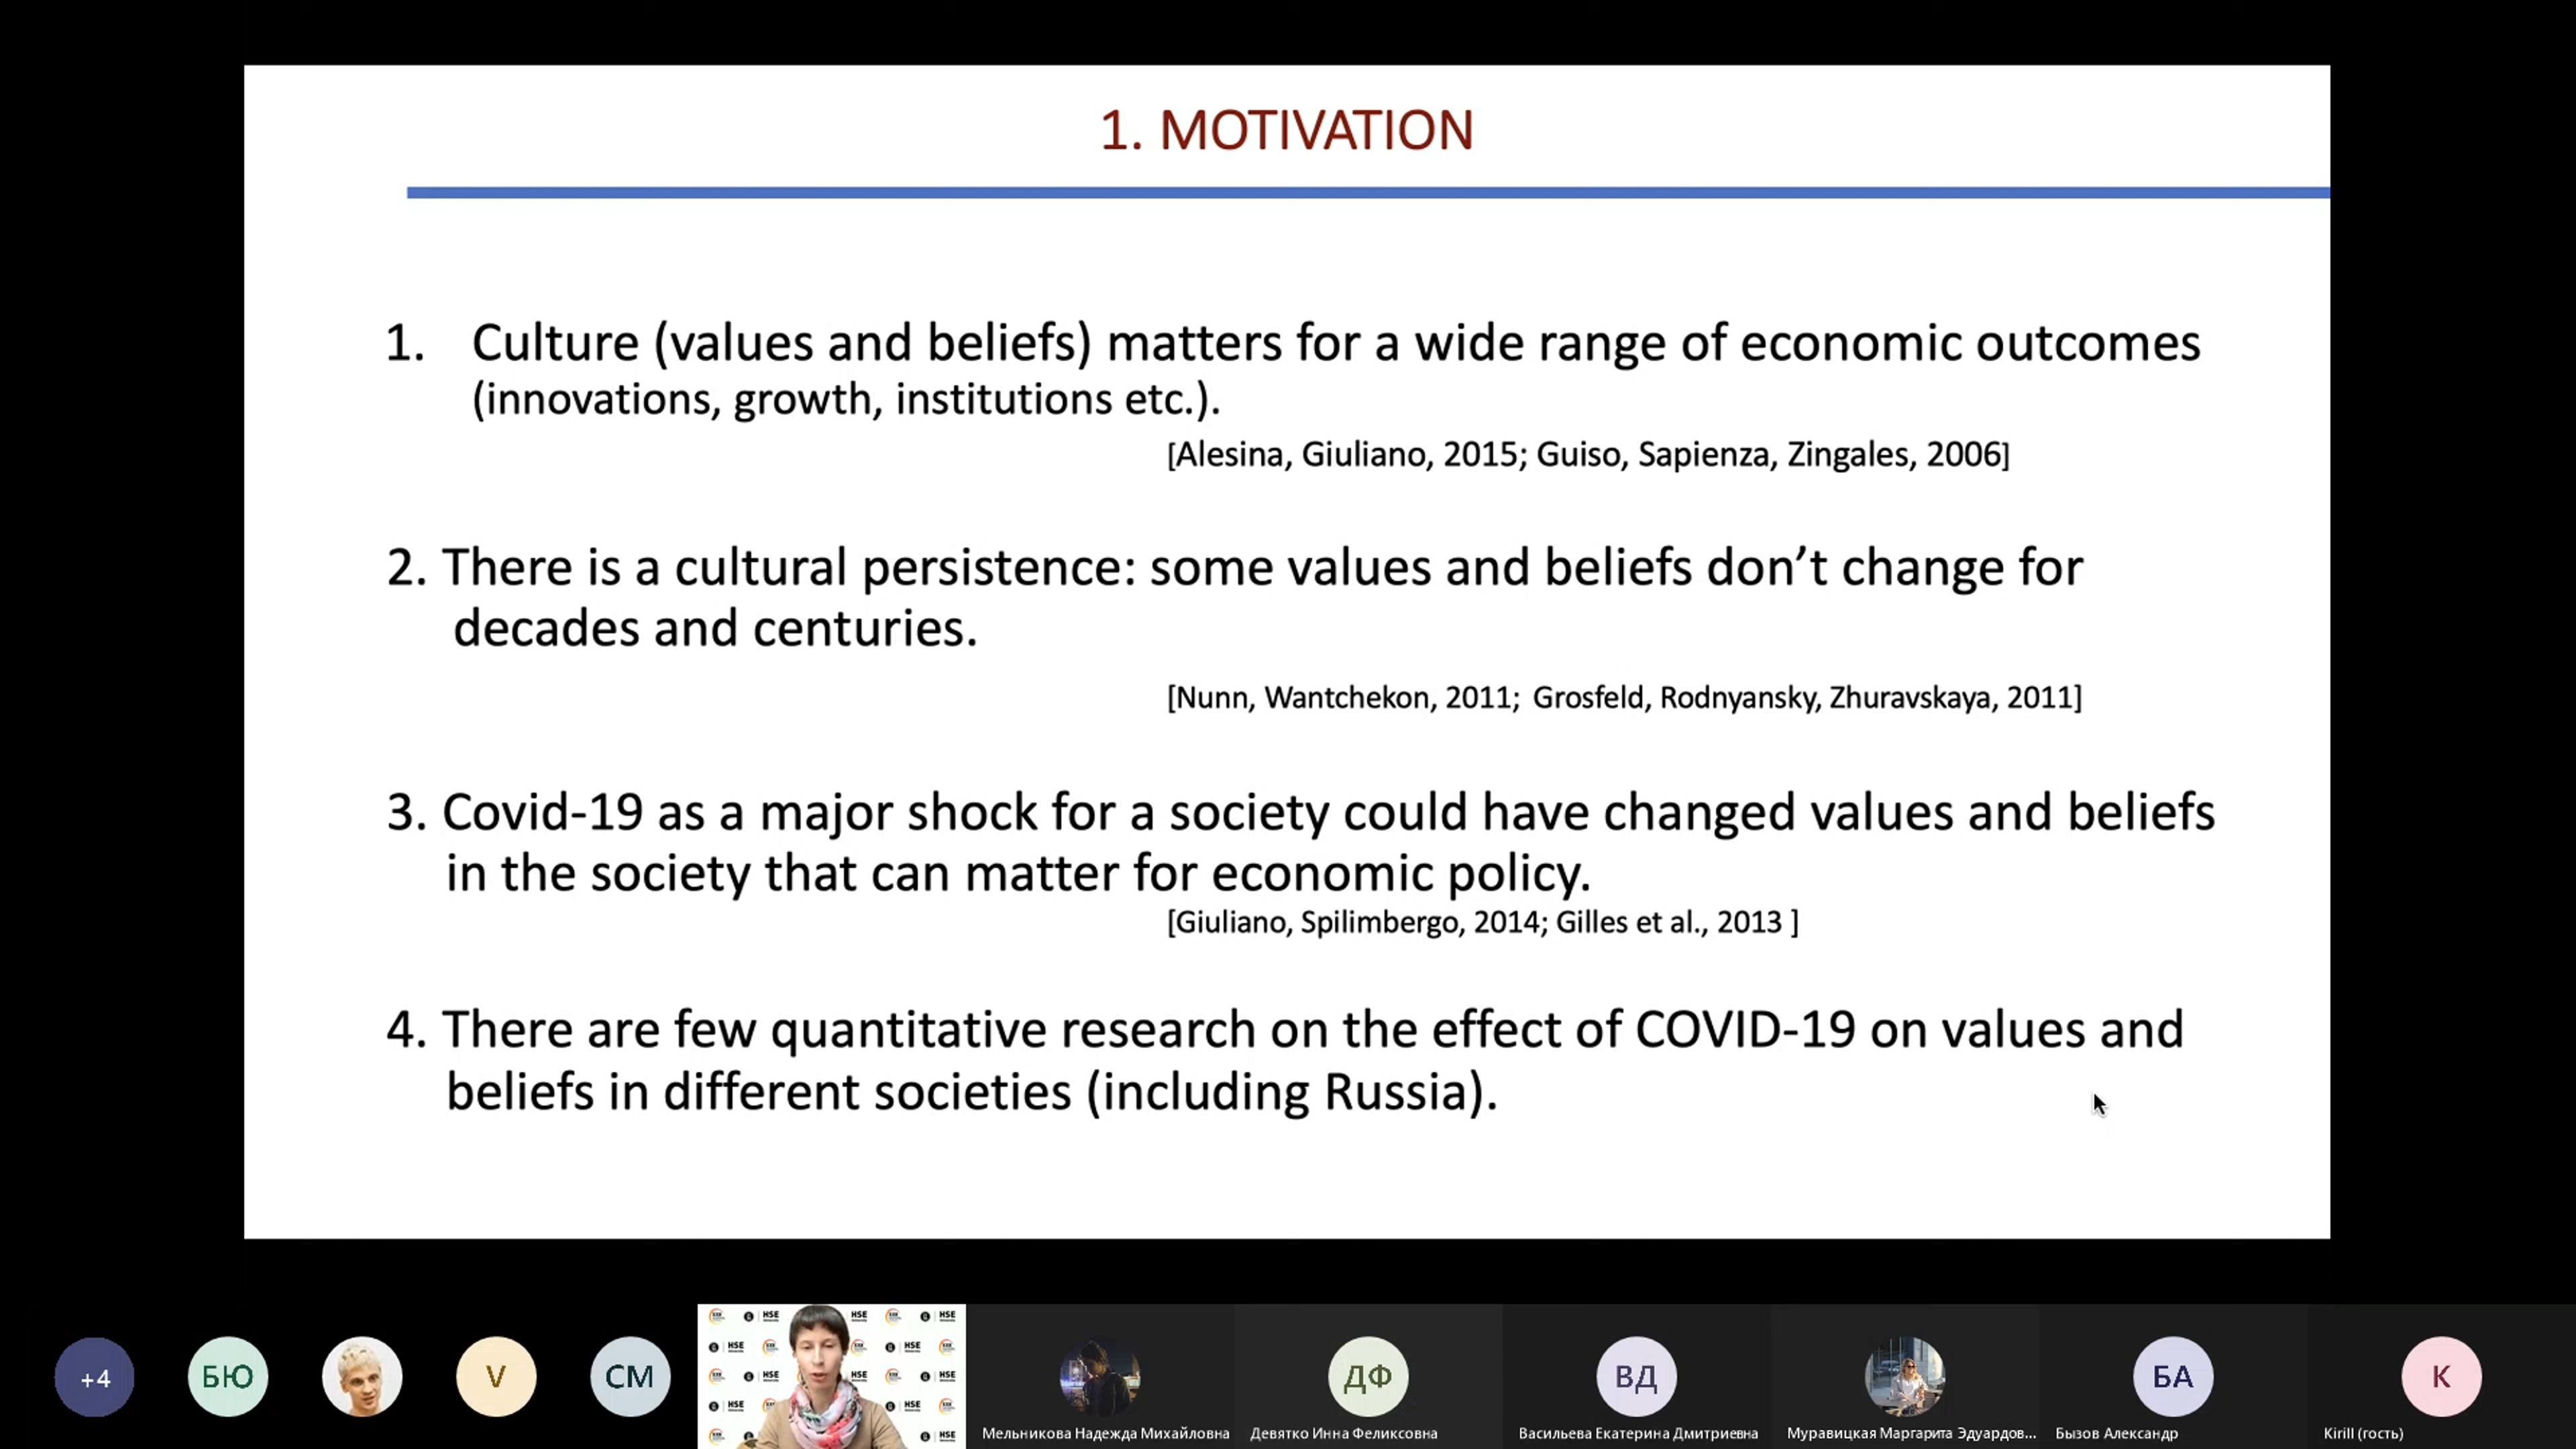 1. MOTIVATION
1. Culture (values and beliefs) matters for a wide range of economic outcomes
(innovations, growth, institutions etc.).
[Alesina, Giuliano, 2015; Guiso, Sapienza, Zingales, 2006]
2. There is a cultural persistence: some values and beliefs don’t change for
decades and centuries.
[Nunn, Wantchekon, 2011; Grosfeld, Rodnyansky, Zhuravskaya, 2011]
3. Covid-19 as a major shock for a society could have changed values and beliefs
in the society that can matter for economic policy.
[Giuliano, Spilimbergo, 2014; Gilles et al., 2013 ]
4. There are few quantitative research on the effect of COVID-19 on values and
beliefs in different societies (including Russia).
+4
БЮ
V
СМ
HSE
ДФ
ВД
БА
K
Мельникова Надежда Михайловна
Девятко Инна Феликсовна
Васильева Екатерина Дмитриевна
Муравицкая Маргарита Эдуардов...
Бызов Александр
Kirill (гость)